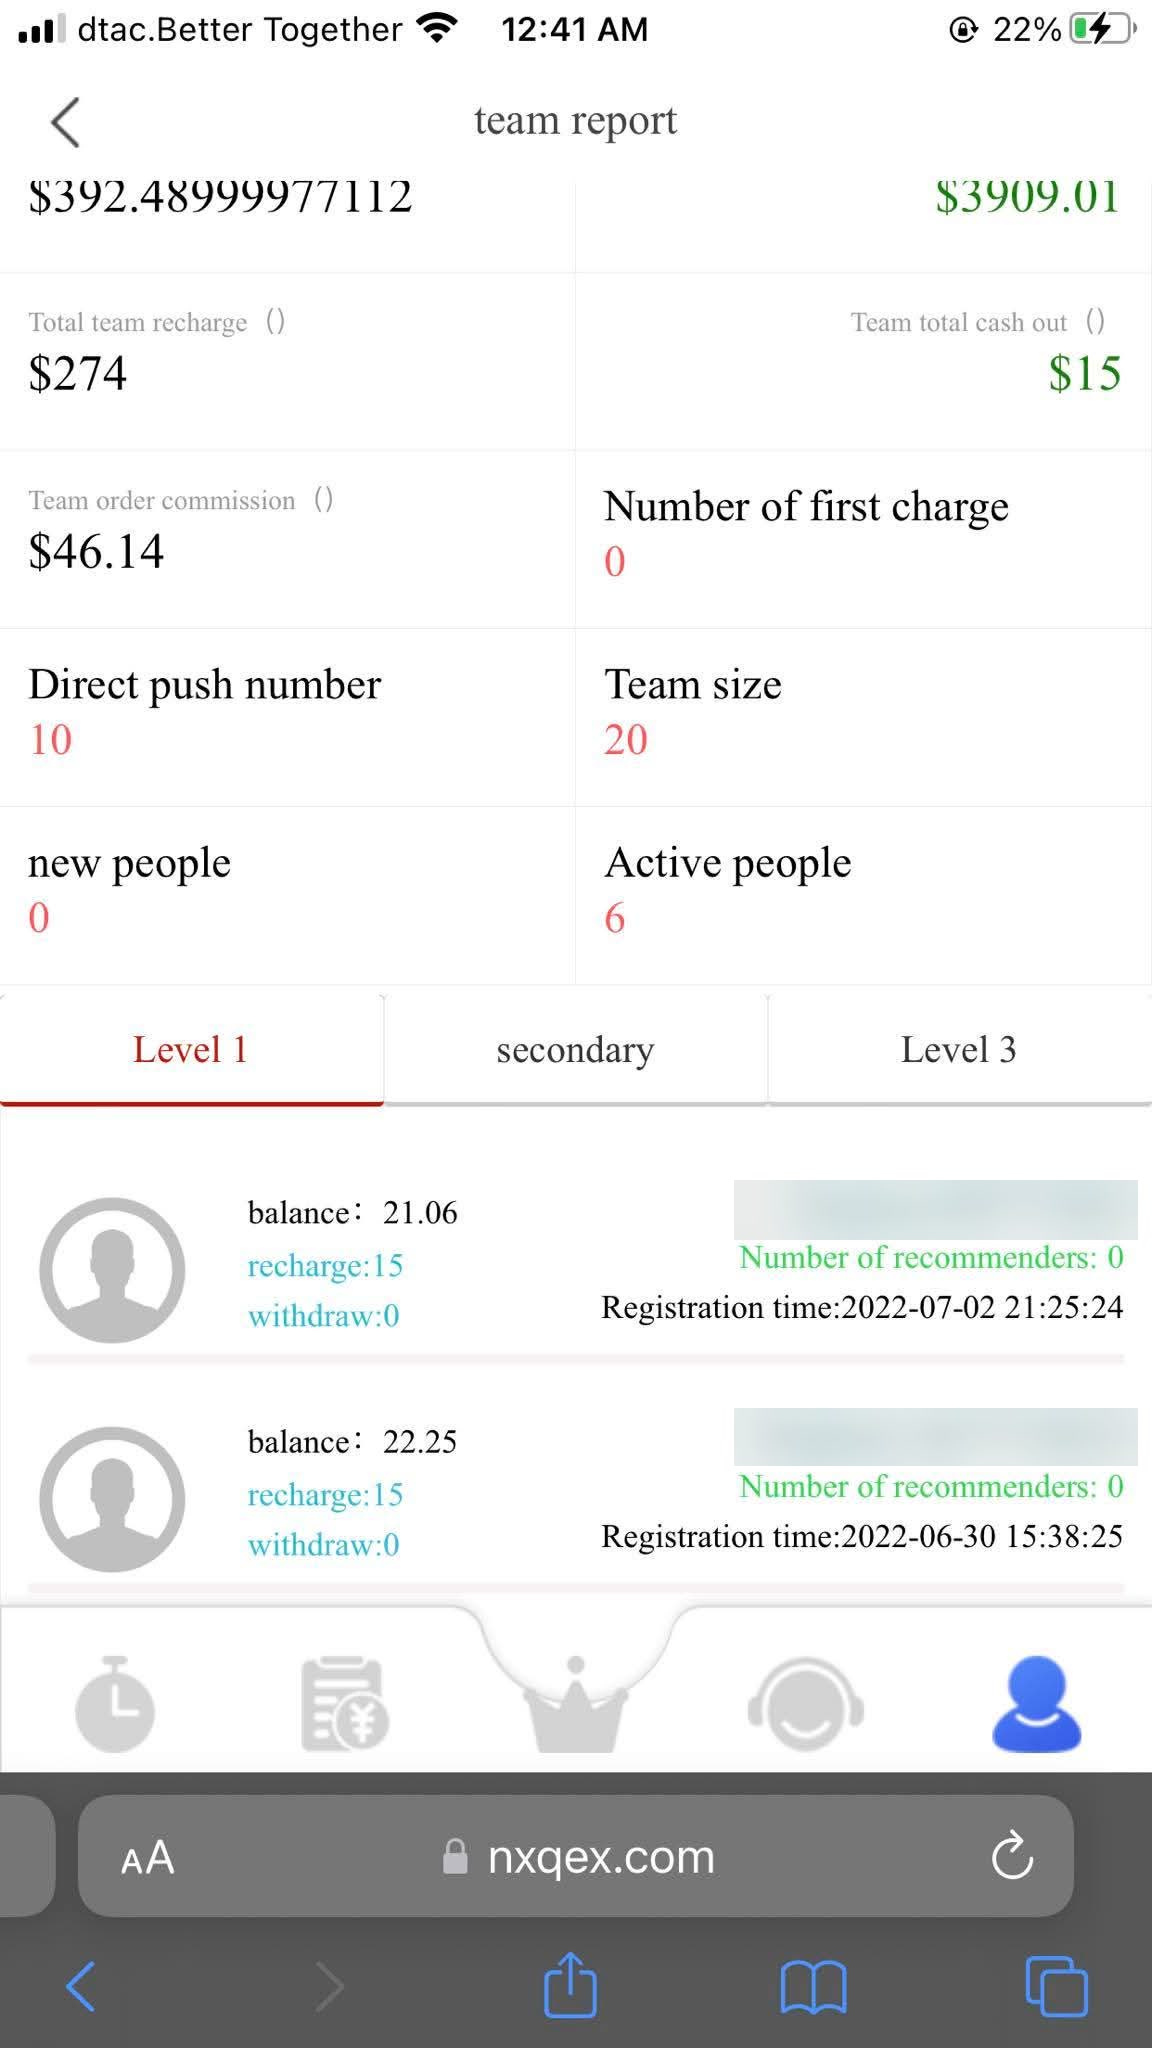 dtac.Better Together 12:41 AM 22%
team report
$392.48999977112 $3909.01
Total team recharge () Team total cash out ()
$274 $15
Team order commission () Number of first charge
$46.14 0
Direct push number Team size
10 20
new people Active people
0 6
Level 1 secondary Level 3
balance: 21.06
recharge:15 Number of recommenders: 0
withdraw:0 Registration time:2022-07-02 21:25:24
balance: 22.25
recharge:15 Number of recommenders: 0
withdraw:0 Registration time:2022-06-30 15:38:25
¥
AA nxqex.com